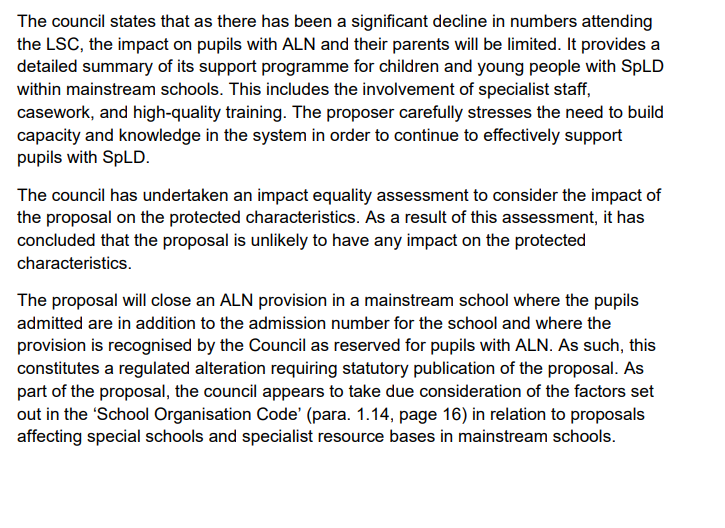 The council states that as there has been a significant decline in numbers attending
the LSC, the impact on pupils with ALN and their parents will be limited. It provides a
detailed summary of its support programme for children and young people with SpLD
within mainstream schools. This includes the involvement of specialist staff,
casework, and high-quality training. The proposer carefully stresses the need to build
capacity and knowledge in the system in order to continue to effectively support
pupils with SpLD.
The council has undertaken an impact equality assessment to consider the impact of
the proposal on the protected characteristics. As a result of this assessment, it has
concluded that the proposal is unlikely to have any impact on the protected
characteristics.
The proposal will close an ALN provision in a mainstream school where the pupils
admitted are in addition to the admission number for the school and where the
provision is recognised by the Council as reserved for pupils with ALN. As such, this
constitutes a regulated alteration requiring statutory publication of the proposal. As
part of the proposal, the council appears to take due consideration of the factors set
out in the ‘School Organisation Code’ (para. 1.14, page 16) in relation to proposals
affecting special schools and specialist resource bases in mainstream schools.